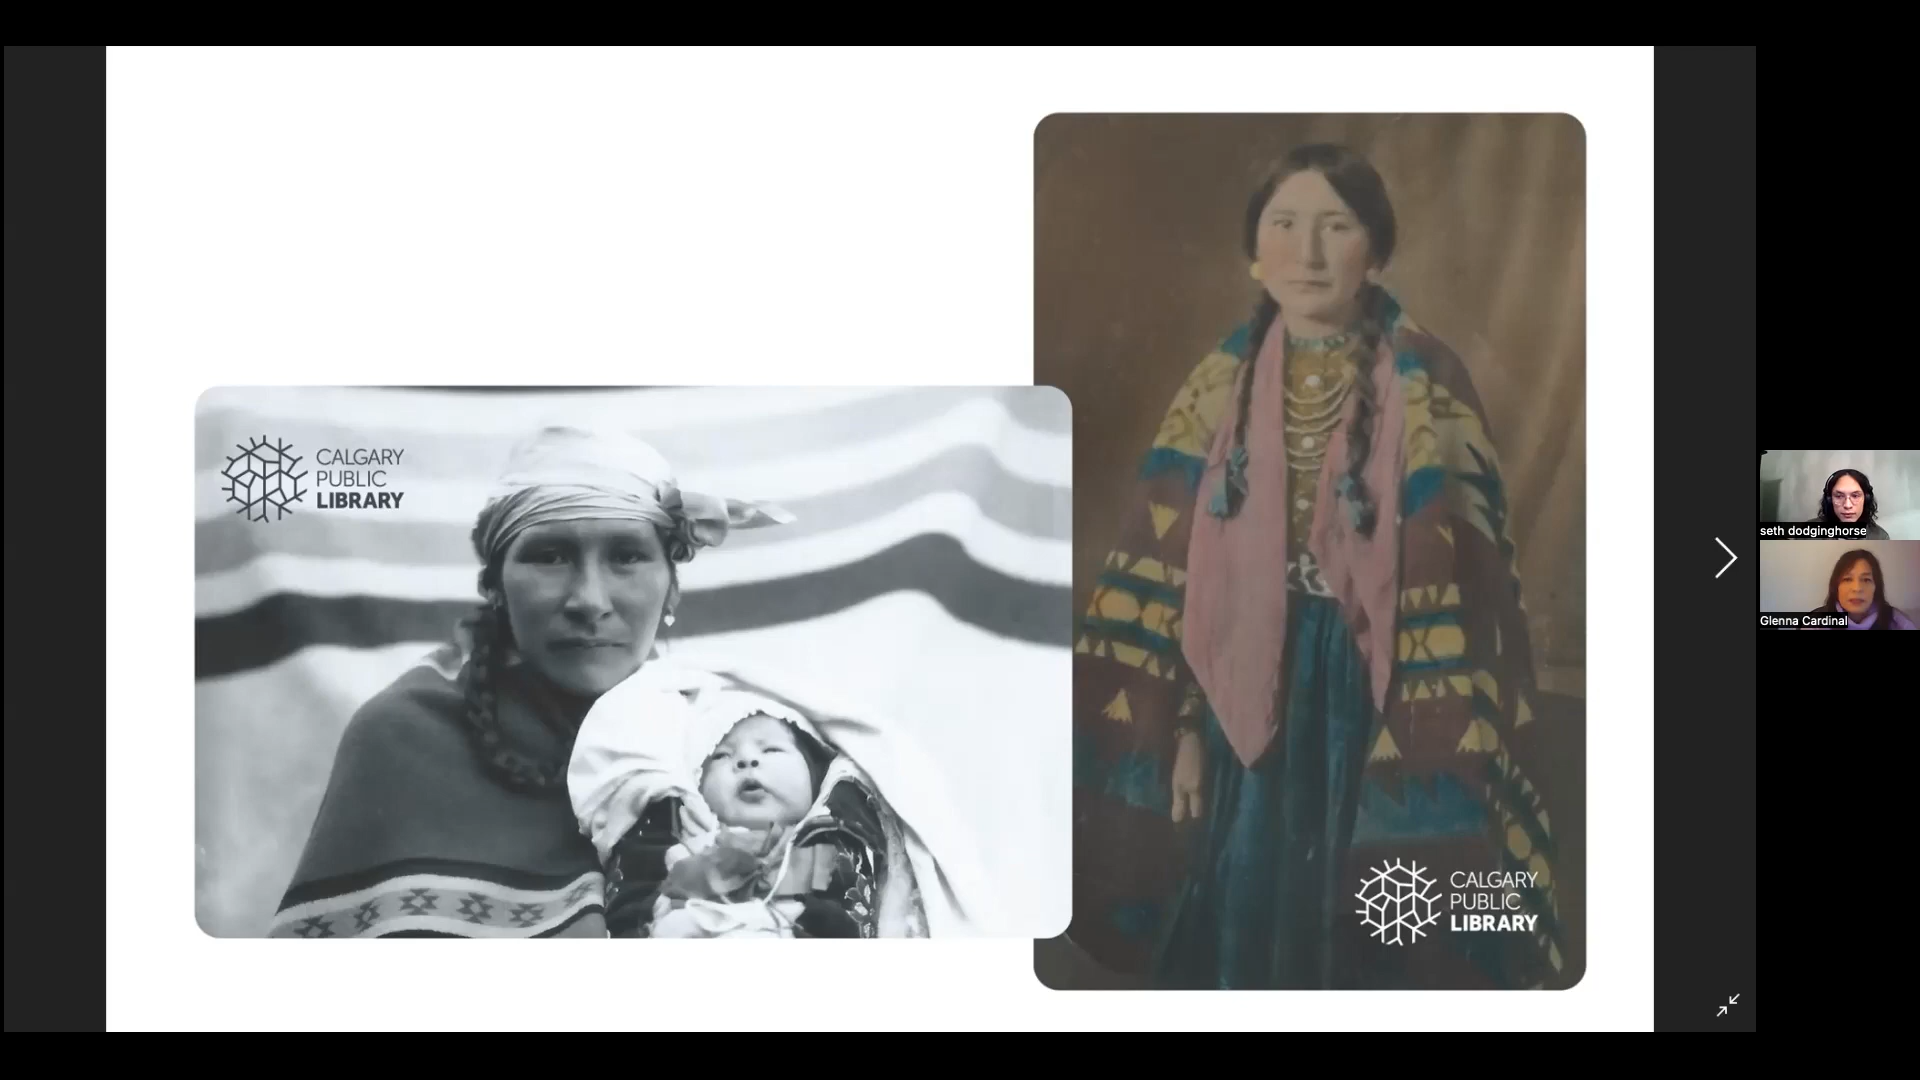 CALGARY
PUBLIC
LIBRARY
CALGARY
PUBLIC
LIBRARY
seth dodginghorse
Glenna Cardinal